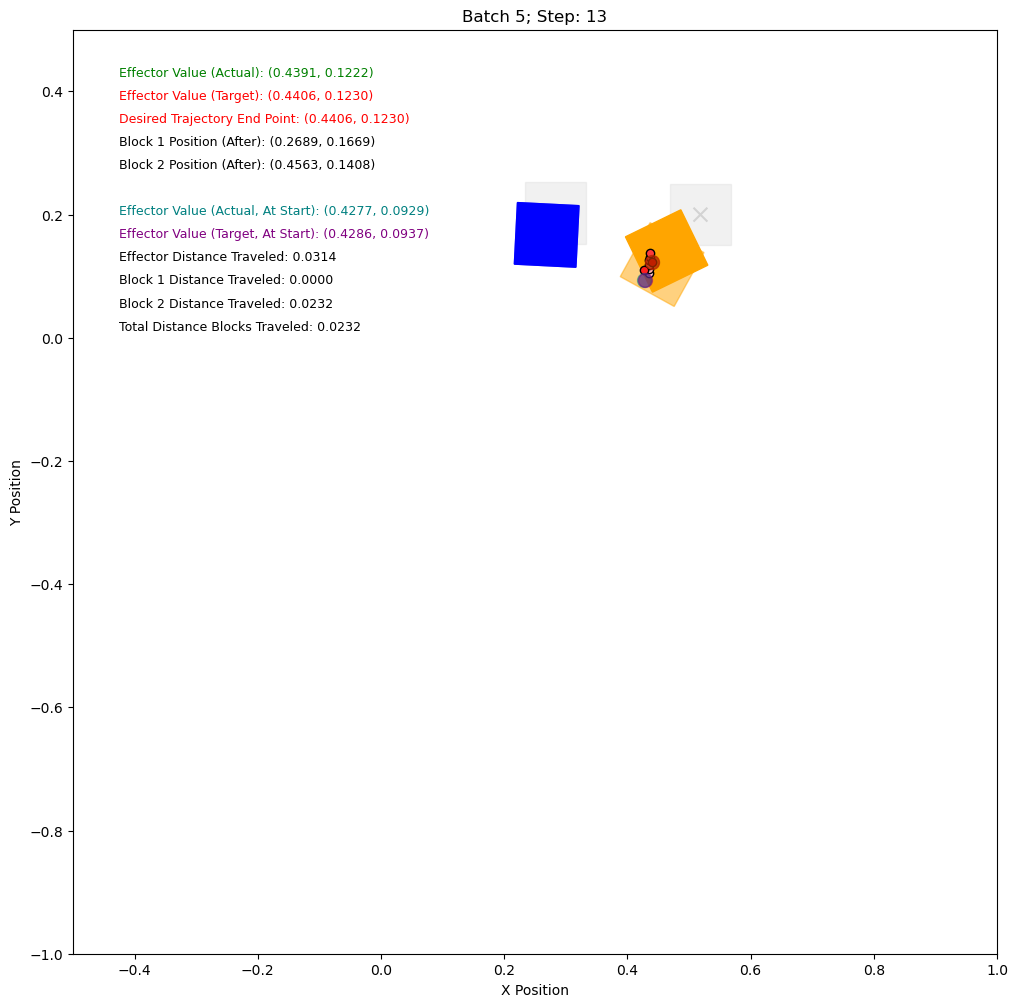 Batch 5; Step: 13
Effector Value (Actual): (0.4391, 0.1222)
Effector Value (Target): (0.4406, 0.1230)
Desired Trajectory End Point: (0.4406, 0.1230)
Block 1 Position (After): (0.2689, 0.1669)
Block 2 Position (After): (0.4563, 0.1408)
Effector Value (Actual, At Start): (0.4277, 0.0929)
Effector Value (Target, At Start): (0.4286, 0.0937)
Effector Distance Traveled: 0.0314
Block 1 Distance Traveled: 0.0000
Block 2 Distance Traveled: 0.0232
Total Distance Blocks Traveled: 0.0232
Y Position
0.4
0.2
0.0
−0.2
−0.4
−0.6
−0.8
−1.0
−0.4
−0.2
0.0
0.2
0.4
0.6
0.8
1.0
X Position